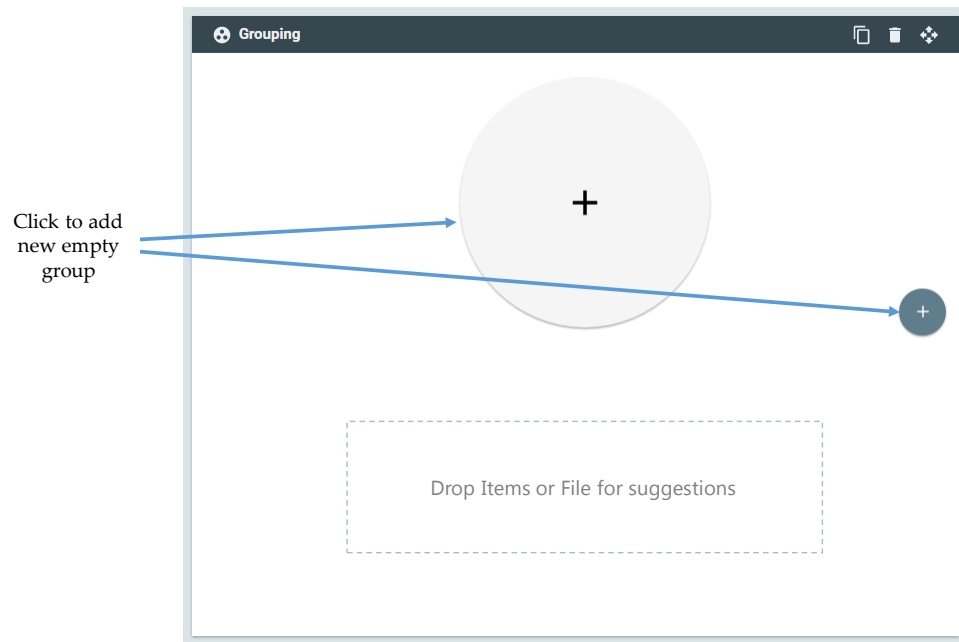 Grouping
Click to add
new empty
group
Drop Items or File for suggestions